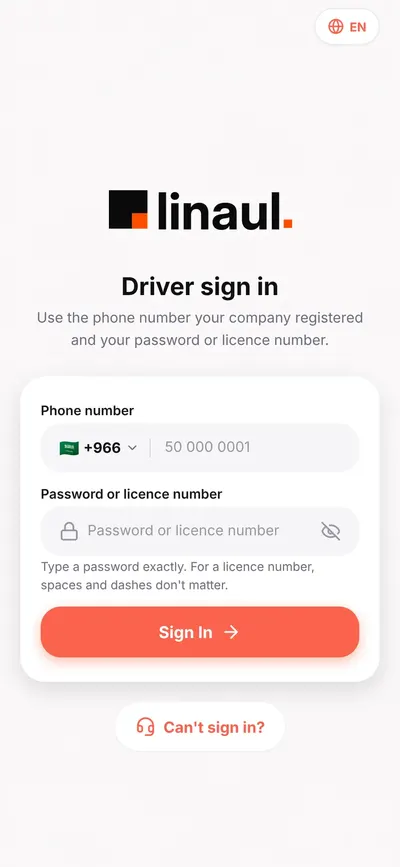 EN
linaul.
Driver sign in
Use the phone number your company registered
and your password or licence number.
Phone number
+966 50 000 0001
Password or licence number
Password or licence number
Type a password exactly. For a licence number,
spaces and dashes don't matter.
Sign In
Can't sign in?